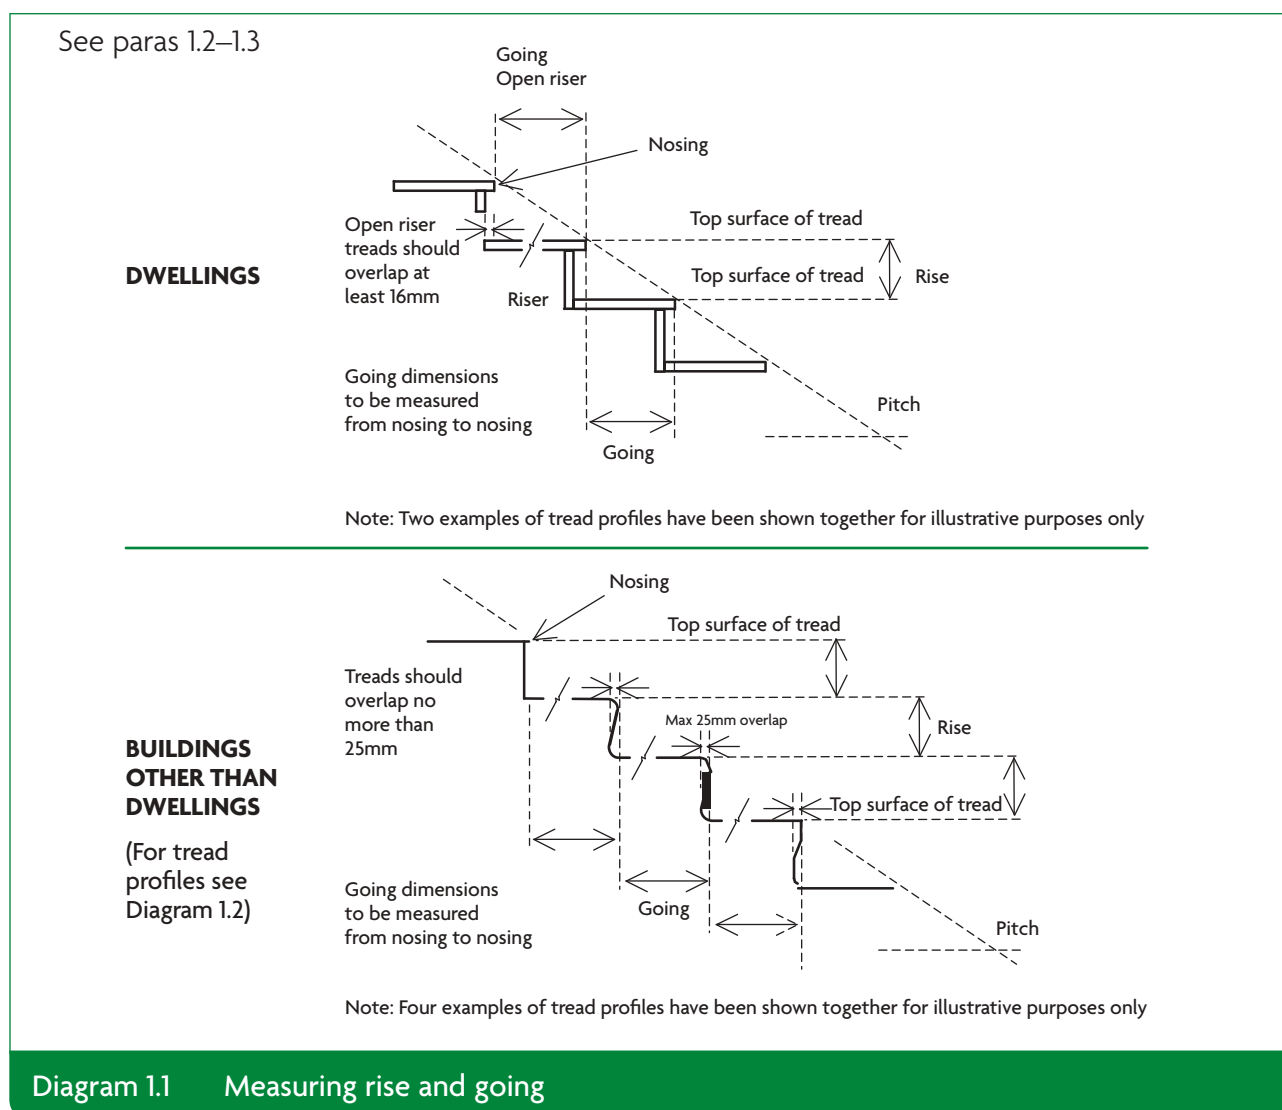 See paras 1.2–1.3
Going
Open riser
Nosing
Open riser
treads should
overlap at
least 16mm
Top surface of tread
DWELLINGS
Top surface of tread
Rise
Riser
Going dimensions
to be measured
from nosing to nosing
Pitch
Going
Note: Two examples of tread profiles have been shown together for illustrative purposes only
Nosing
Top surface of tread
Treads should
overlap no
more than
25mm
Max 25mm overlap
Rise
BUILDINGS
OTHER THAN
DWELLINGS
(For tread
profiles see
Diagram 1.2)
Top surface of tread
Going dimensions
to be measured
from nosing to nosing
Going
Pitch
Note: Four examples of tread profiles have been shown together for illustrative purposes only
Diagram 1.1 Measuring rise and going